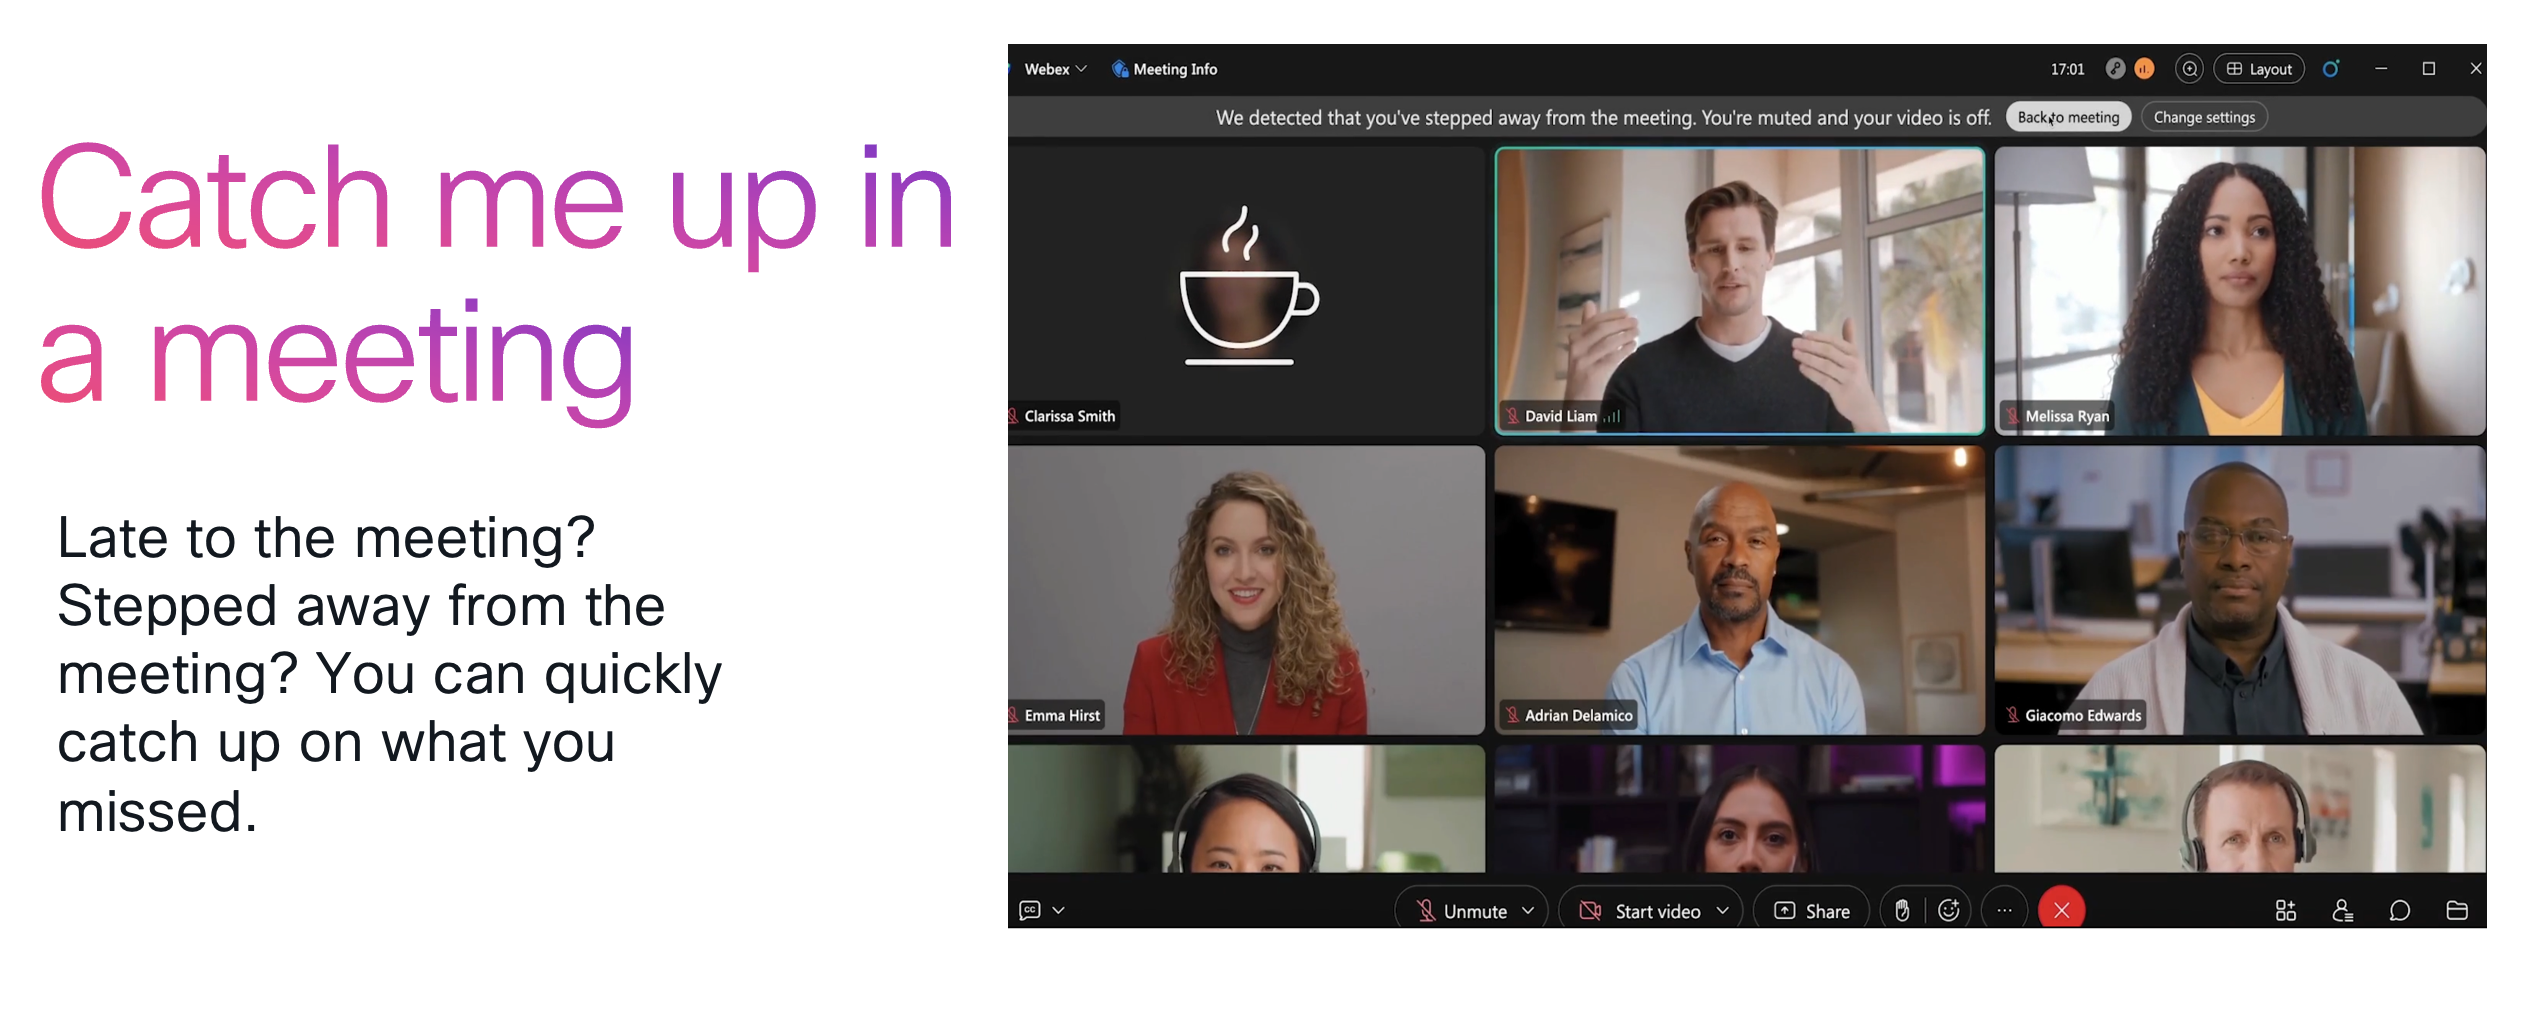 Catch me up in
a meeting
Late to the meeting?
Stepped away from the
meeting? You can quickly
catch up on what you
missed.
Webex
Meeting Info
17:01
Layout
We detected that you've stepped away from the meeting. You're muted and your video is off.
Back to meeting
Change settings
Clarissa Smith
David Liam
Melissa Ryan
Emma Hirst
Adrian Delamico
Giacomo Edwards
CC
Unmute
Start video
Share